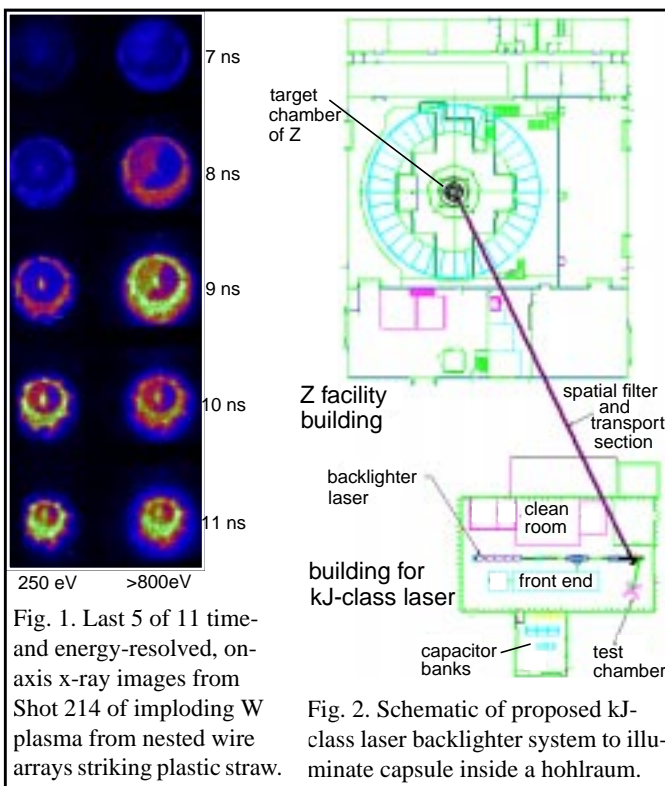 7 ns
8 ns
9 ns
10 ns
11 ns
250 eV >800eV
Fig. 1. Last 5 of 11 time-
and energy-resolved, on-
axis x-ray images from
Shot 214 of imploding W
plasma from nested wire
arrays striking plastic straw.
target
chamber
of Z
Z facility
building
spatial filter
and
transport
section
backlighter
laser
clean
room
building for
kJ-class laser
front end
capacitor
banks
test
chamber
Fig. 2. Schematic of proposed kJ-
class laser backlighter system to illu-
minate capsule inside a hohlraum.